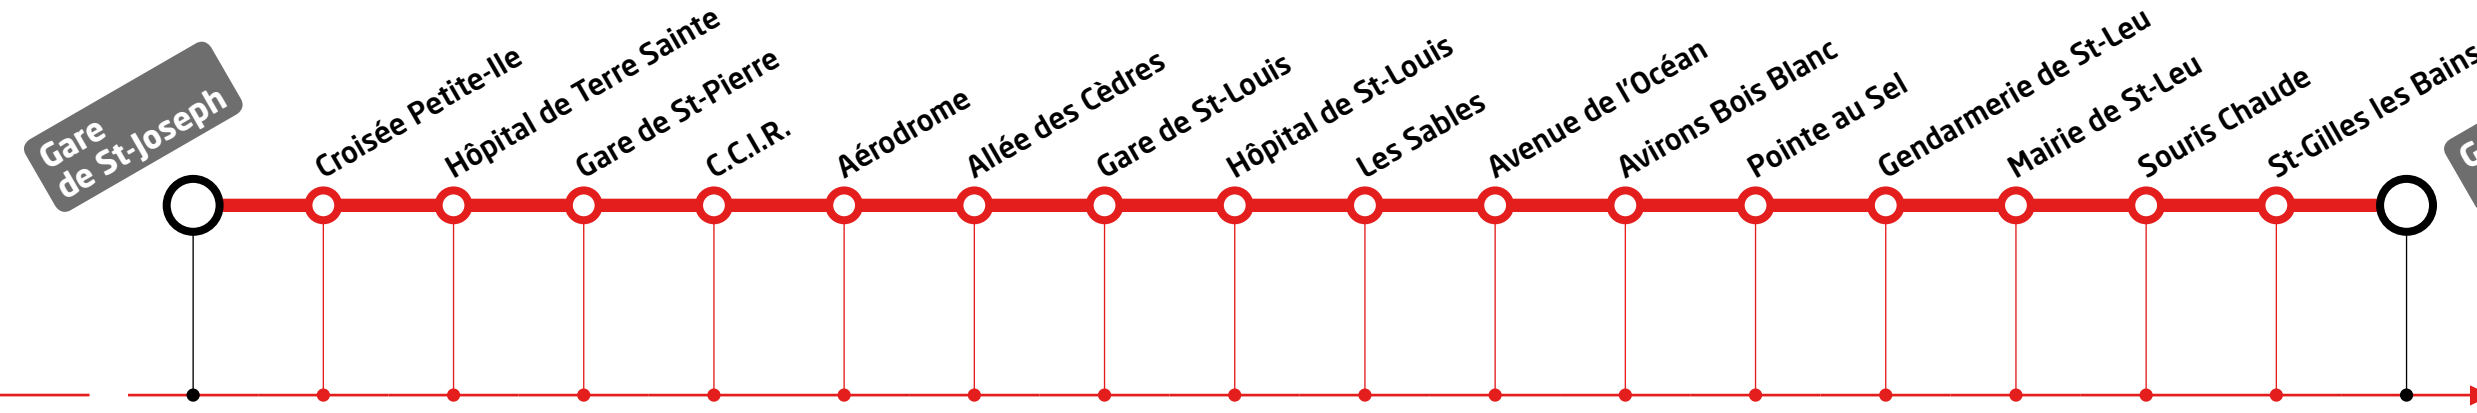 Gare
de St-Joseph
Croisée Petite-Ile
Hôpital de Terre Sainte
Gare de St-Pierre
C.C.I.R.
Aérodrome
Allée des Cèdres
Gare de St-Louis
Hôpital de St-Louis
Les Sables
Avenue de l'Océan
Avirons Bois Blanc
Pointe au Sel
Gendarmerie de St-Leu
Mairie de St-Leu
Souris Chaude
St-Gilles les Bains